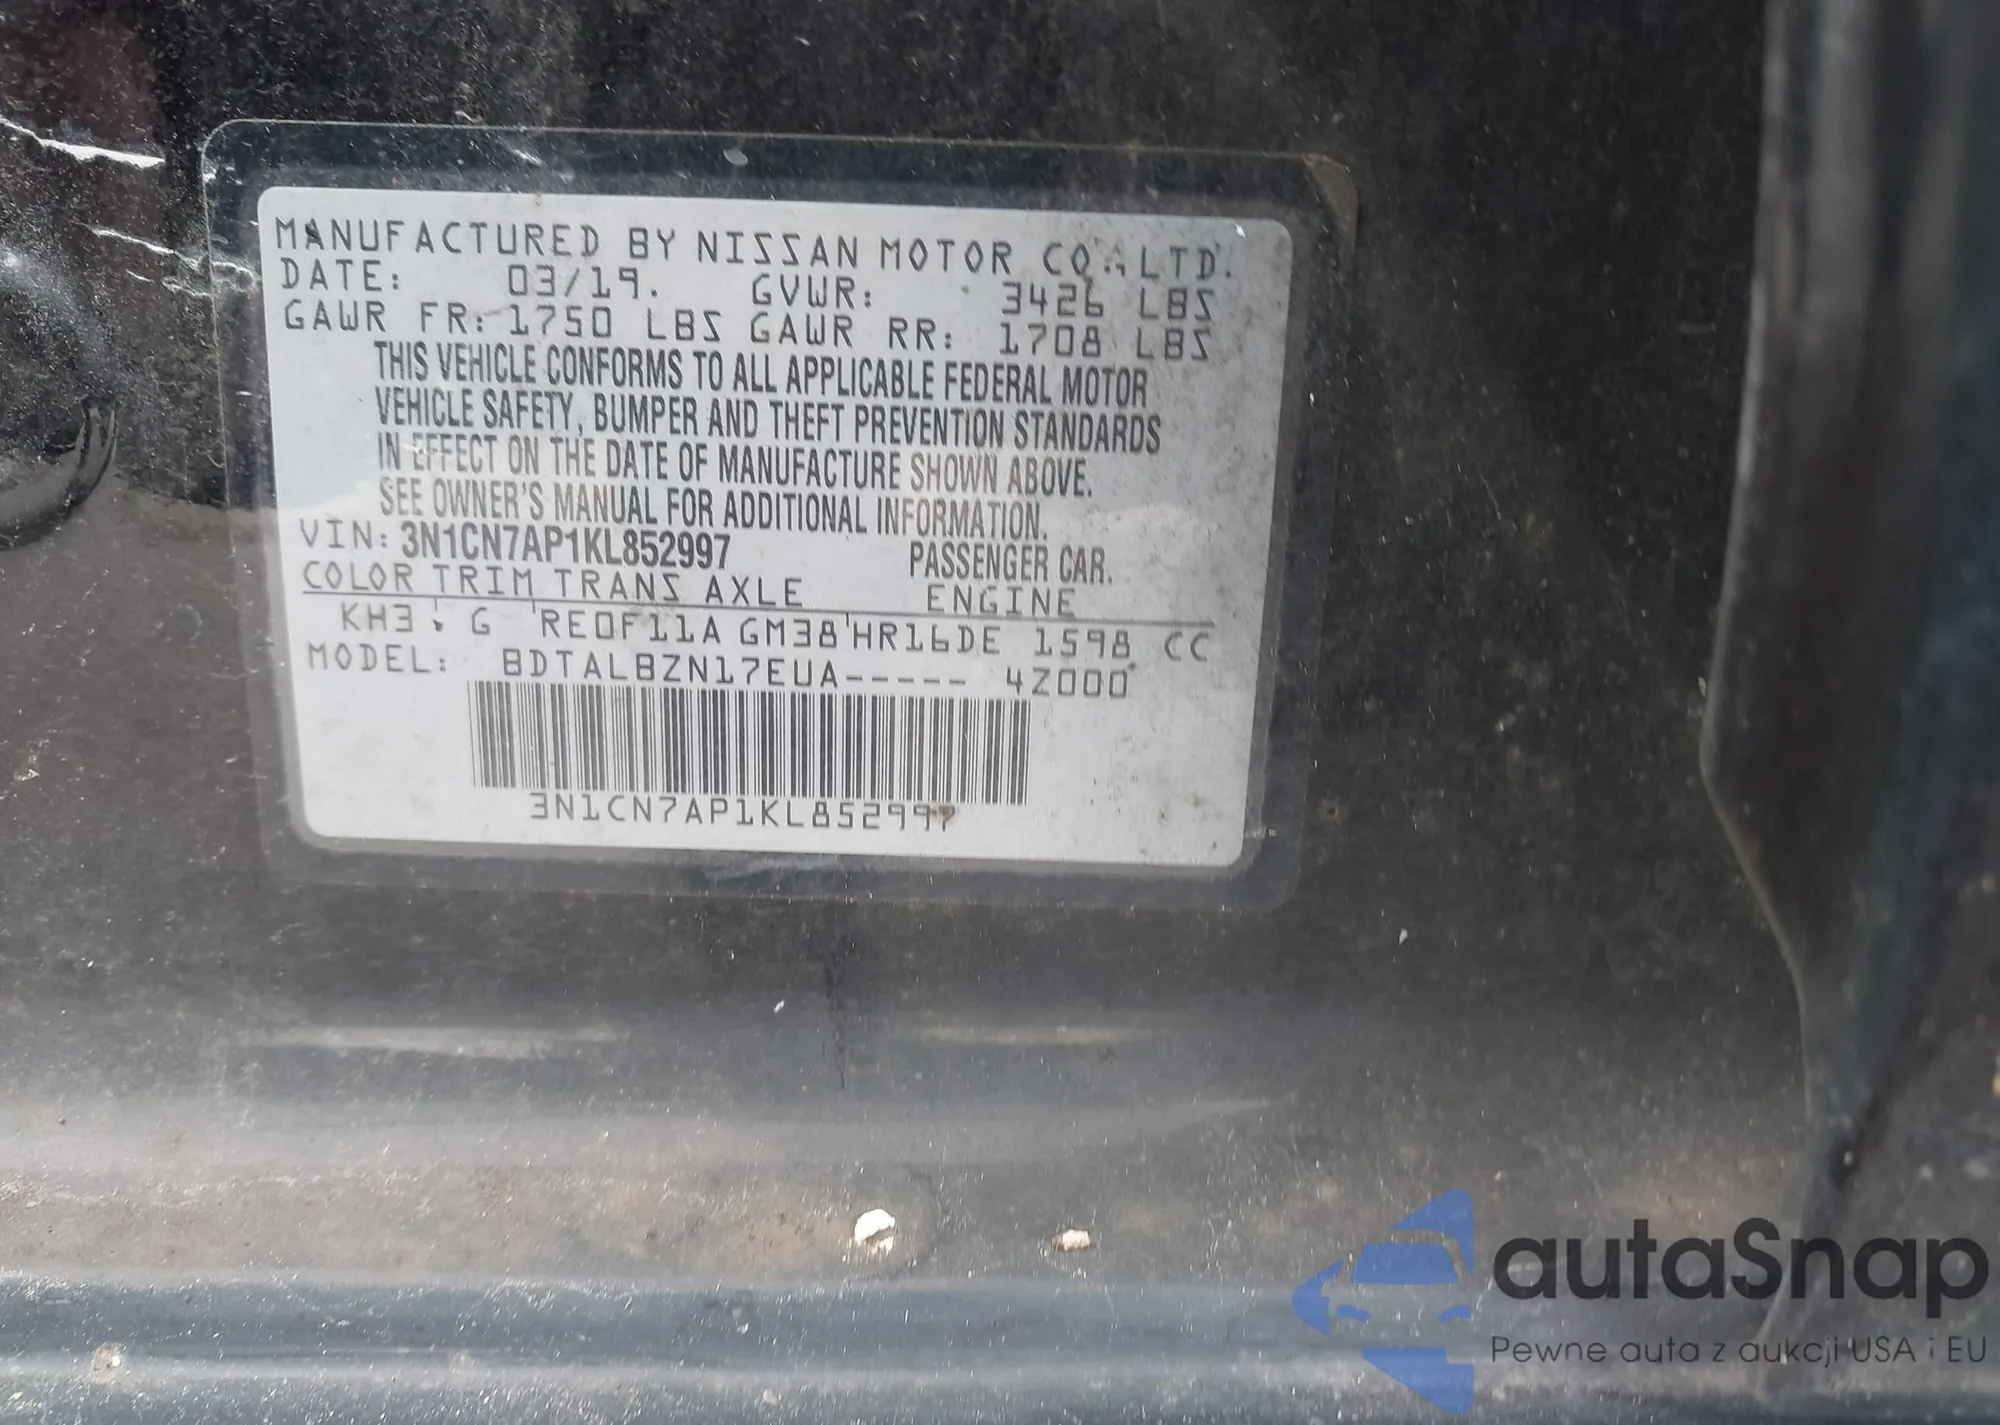 MANUFACTURED BY NISSAN MOTOR CO., LTD.
DATE: 03/19. GVWR: 3426 LBS
GAWR FR: 1750 LBS GAWR RR: 1708 LBS
THIS VEHICLE CONFORMS TO ALL APPLICABLE FEDERAL MOTOR
VEHICLE SAFETY, BUMPER AND THEFT PREVENTION STANDARDS
IN EFFECT ON THE DATE OF MANUFACTURE SHOWN ABOVE.
SEE OWNER'S MANUAL FOR ADDITIONAL INFORMATION.
VIN: 3N1CN7AP1KL852997 PASSENGER CAR.
COLOR TRIM TRANS AXLE ENGINE
KH3 G RE0F11A GM38 HR16DE 1598 CC
MODEL: BDTALBZN17EUA----- 4Z000
3N1CN7AP1KL852997
autaSnap
Pewne auta z aukcji USA i EU